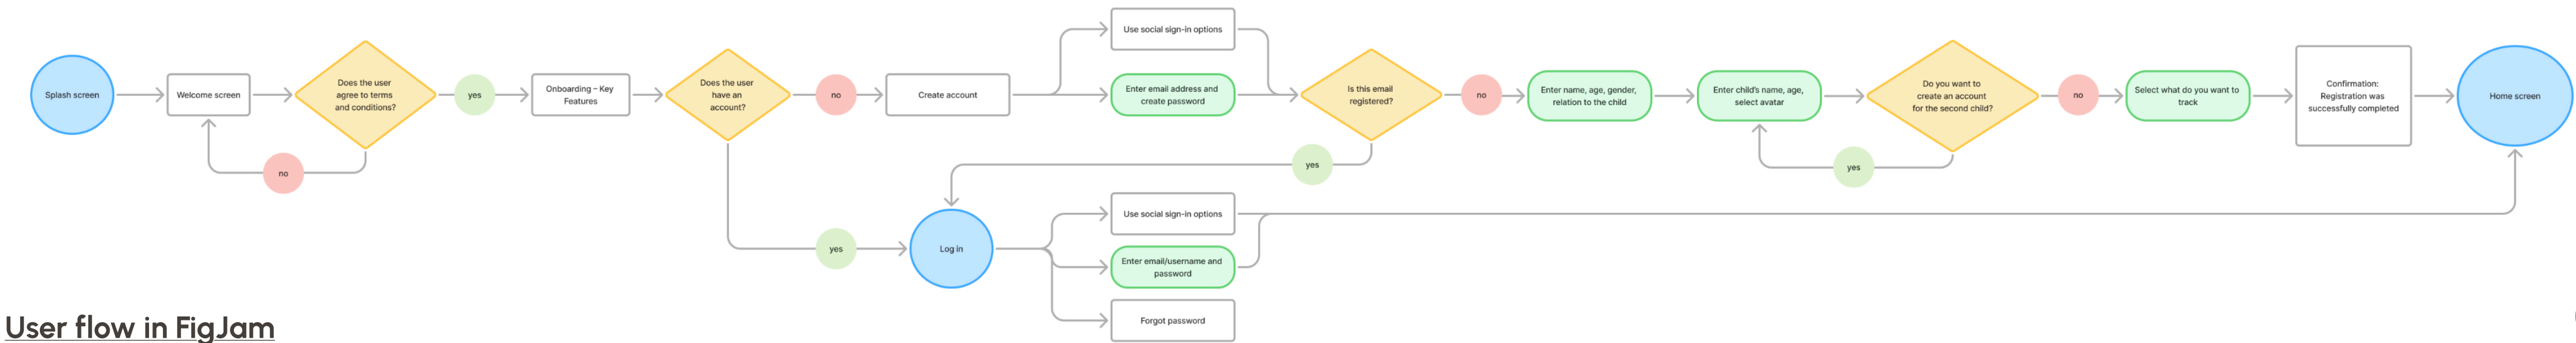 Splash screen
Welcome screen
Does the user
agree to terms
and conditions?
yes
no
Onboarding – Key
Features
Does the user
have an
account?
no
yes
Create account
Use social sign-in options
Enter email address and
create password
Is this email
registered?
no
yes
Enter name, age, gender,
relation to the child
Enter child's name, age,
select avatar
Do you want to
create an account
for the second child?
no
yes
Select what do you want to
track
Confirmation:
Registration was
successfully completed
Home screen
Log in
Use social sign-in options
Enter email/username and
password
Forgot password
User flow in FigJam